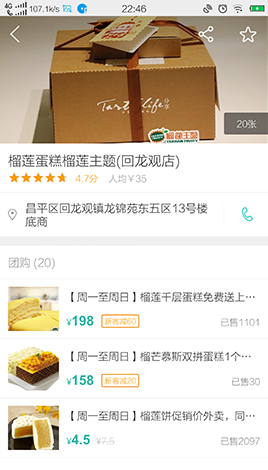 4G 107.1k/s 22:46
Tanz Life
榴莲主题
20张
榴莲蛋糕榴莲主题(回龙观店)
4.7分 人均￥35
昌平区回龙观镇龙锦苑东五区13号楼
底商
团购 (20)
【周一至周日】榴莲千层蛋糕免费送上...
¥198 新客减60 已售1101
【周一至周日】榴芒慕斯双拼蛋糕1个...
¥158 新客减20 已售30
【周一至周日】榴莲饼促销价外卖，同...
¥4.5 ¥7.5 已售2097